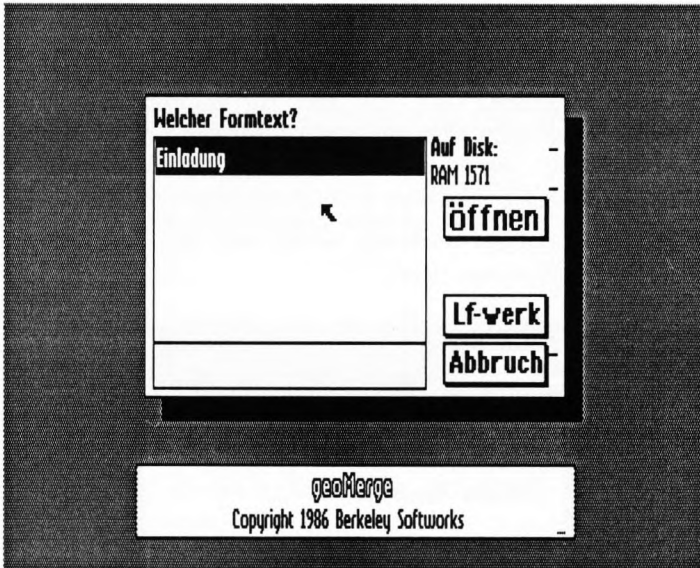 Welcher Formtext?
Einladung
Auf Disk:
RAM 1571
Öffnen
Lf-werk
Abbruch
geoMerge
Copyright 1986 Berkeley Softworks